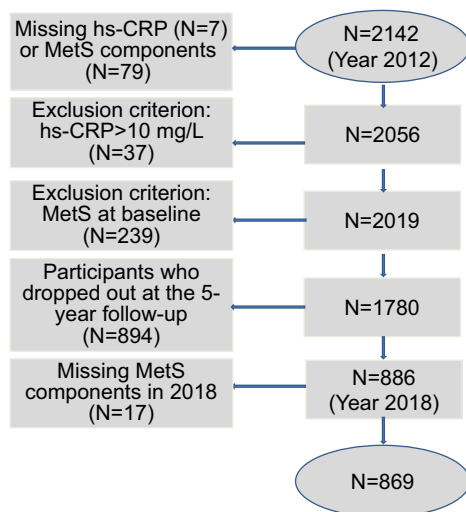 Missing hs-CRP (N=7)
or MetS components
(N=79)
N=2142
(Year 2012)
Exclusion criterion:
hs-CRP>10 mg/L
(N=37)
N=2056
Exclusion criterion:
MetS at baseline
(N=239)
N=2019
Participants who
dropped out at the 5-
year follow-up
(N=894)
N=1780
Missing MetS
components in 2018
(N=17)
N=886
(Year 2018)
N=869